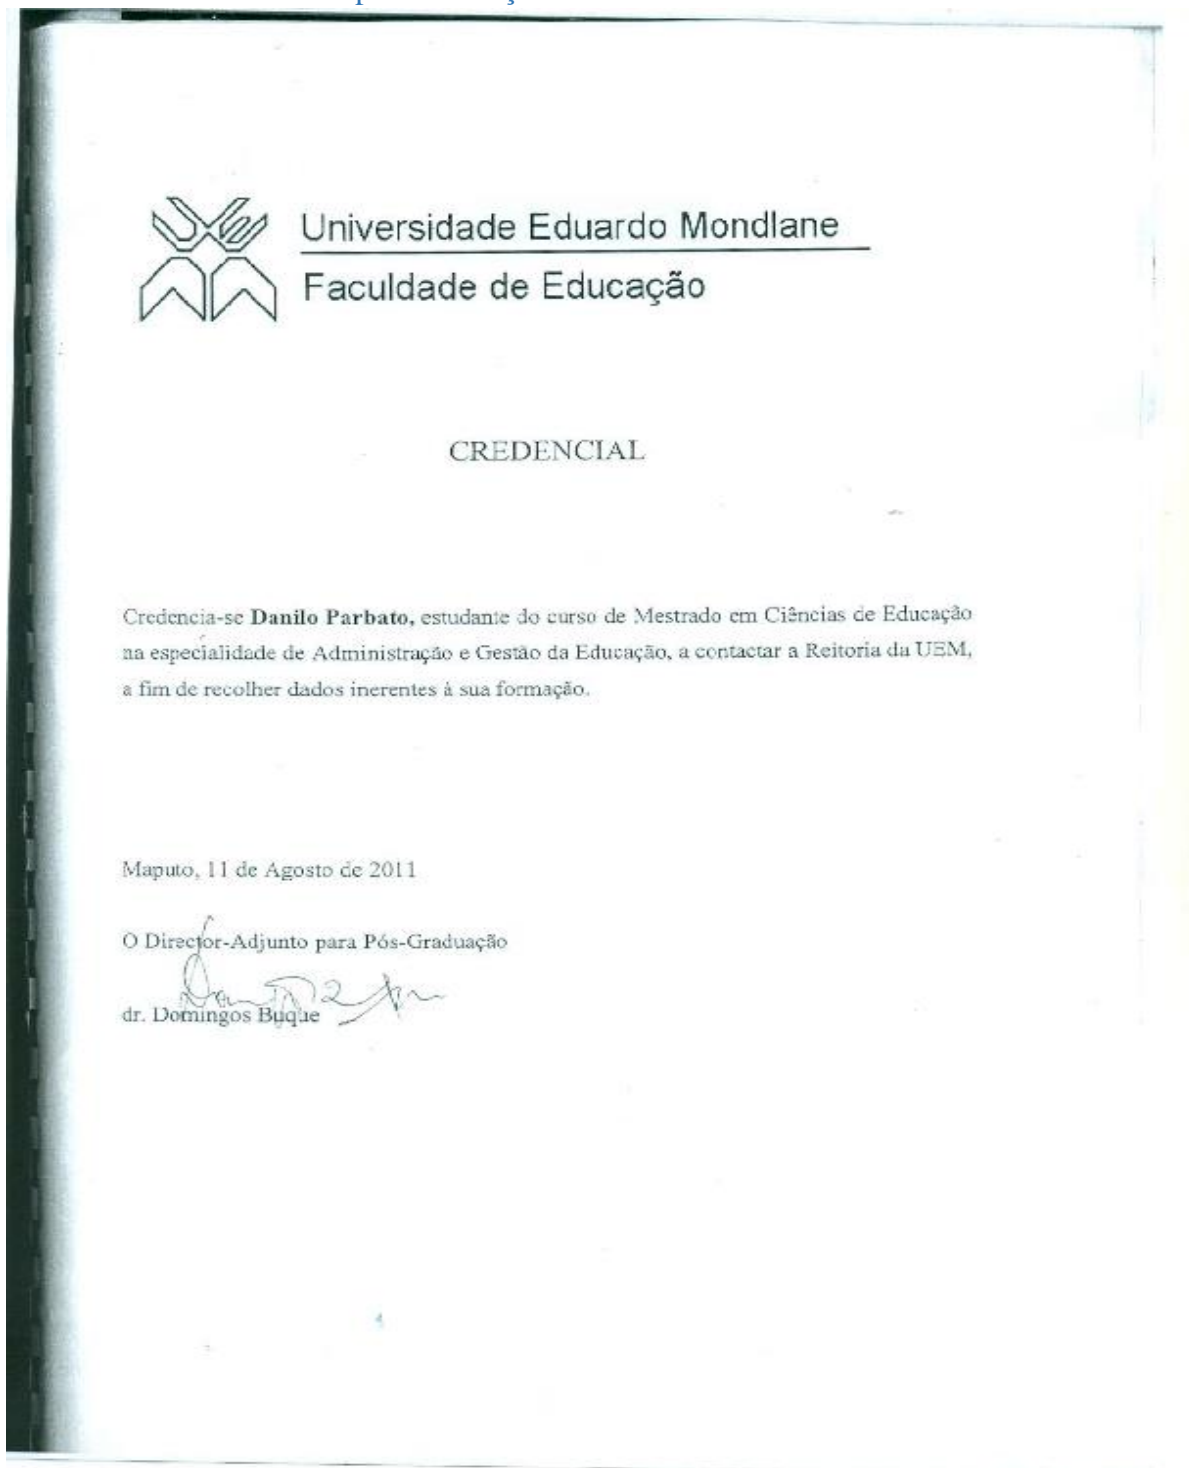 Universidade Eduardo Mondlane
Faculdade de Educação
CREDENCIAL
Credencia-se Danilo Parbato, estudante do curso de Mestrado em Ciências de Educação
na especialidade de Administração e Gestão da Educação, a contactar a Reitoria da UEM,
a fim de recolher dados inerentes à sua formação.
Maputo, 11 de Agosto de 2011
O Director-Adjunto para Pós-Graduação
dr. Domingos Buque